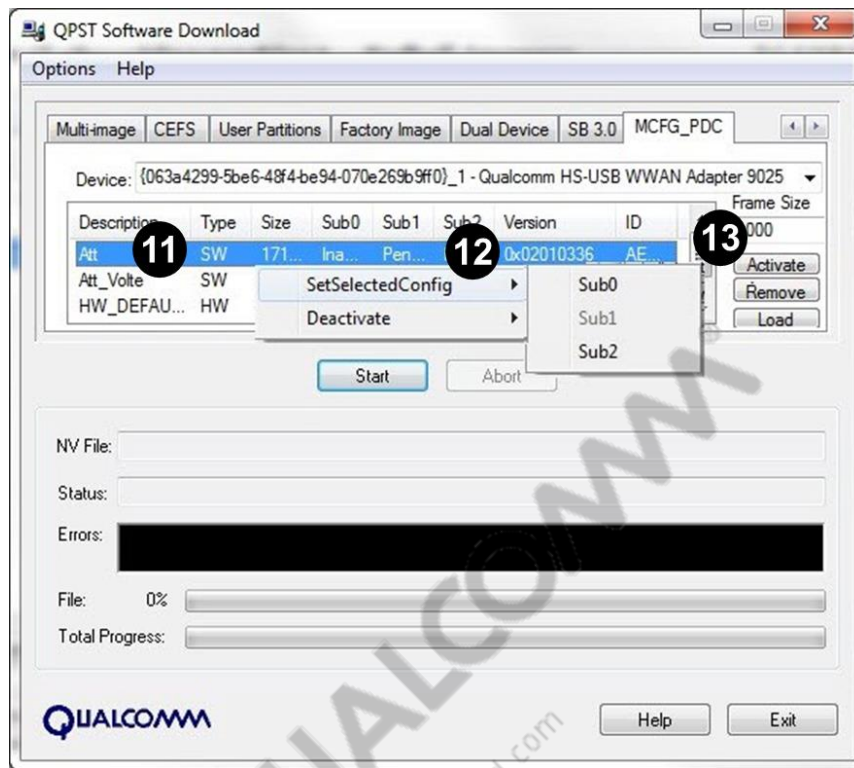 QPST Software Download
Options Help
Multi-image CEFS User Partitions Factory Image Dual Device SB 3.0 MCFG_PDC
Device: {063a4299-5be6-48f4-be94-070e269b9ff0}_1 - Qualcomm HS-USB WWAN Adapter 9025
Frame Size
Description Type Size Sub0 Sub1 Sub2 Version ID
11 12 13
000
Att SW 171... Ina... Pen... 0x02010336 AE...
Activate
Att_Volte SW
SetSelectedConfig
Sub0
Remove
HW_DEFAU... HW
Deactivate
Sub1
Load
Sub2
Start Abort
NV File:
Status:
Errors:
File: 0%
Total Progress:
QUALCOMM
Help Exit
QUALCOMM®
.com